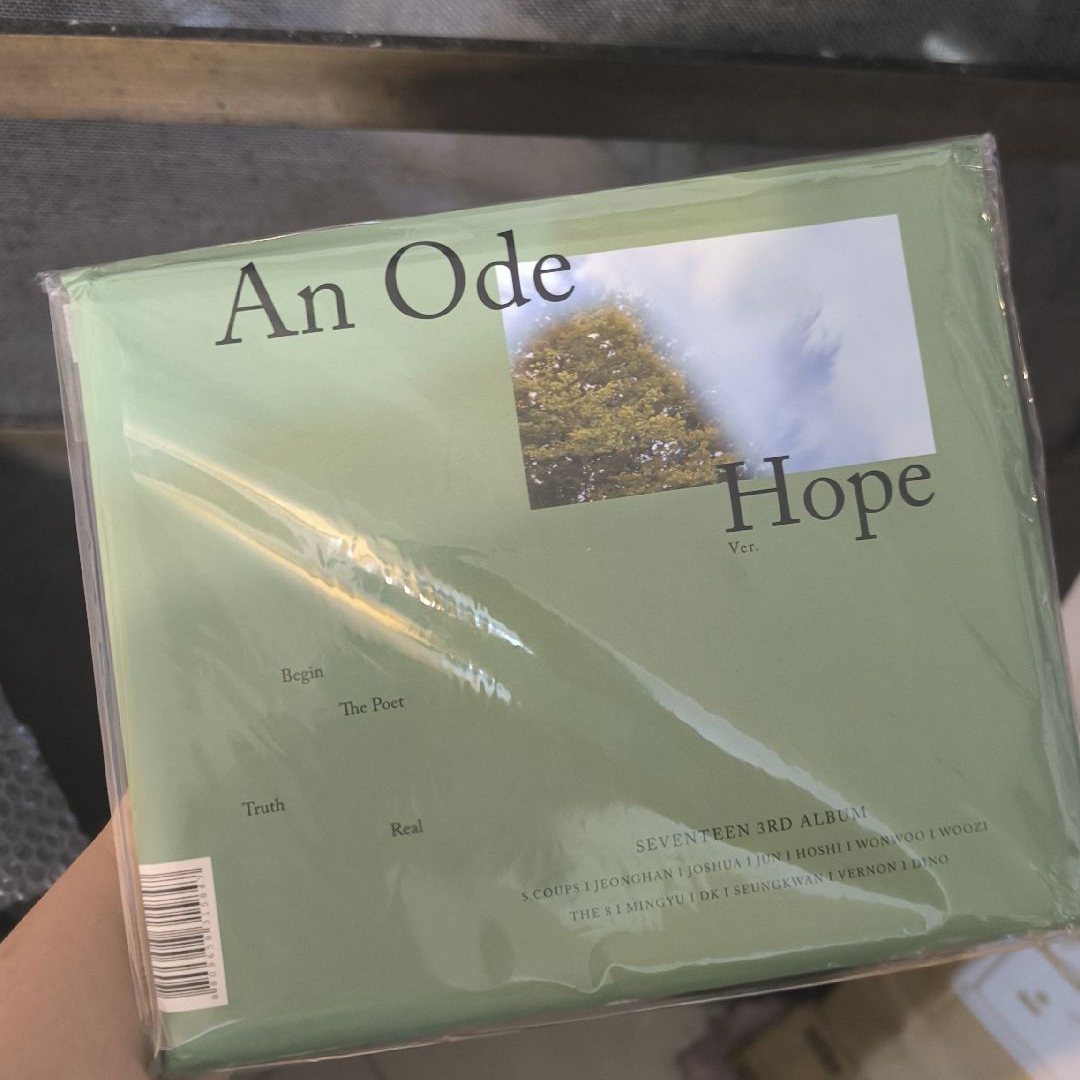 An Ode
Hope
Ver.
Begin
The Poet
Truth
Real
SEVENTEEN 3RD ALBUM
S.COUPS I JEONGHAN I JOSHUA I JUN I HOSHI I WONWOO I WOOZI
THE 8 I MINGYU I DK I SEUNGKWAN I VERNON I DINO